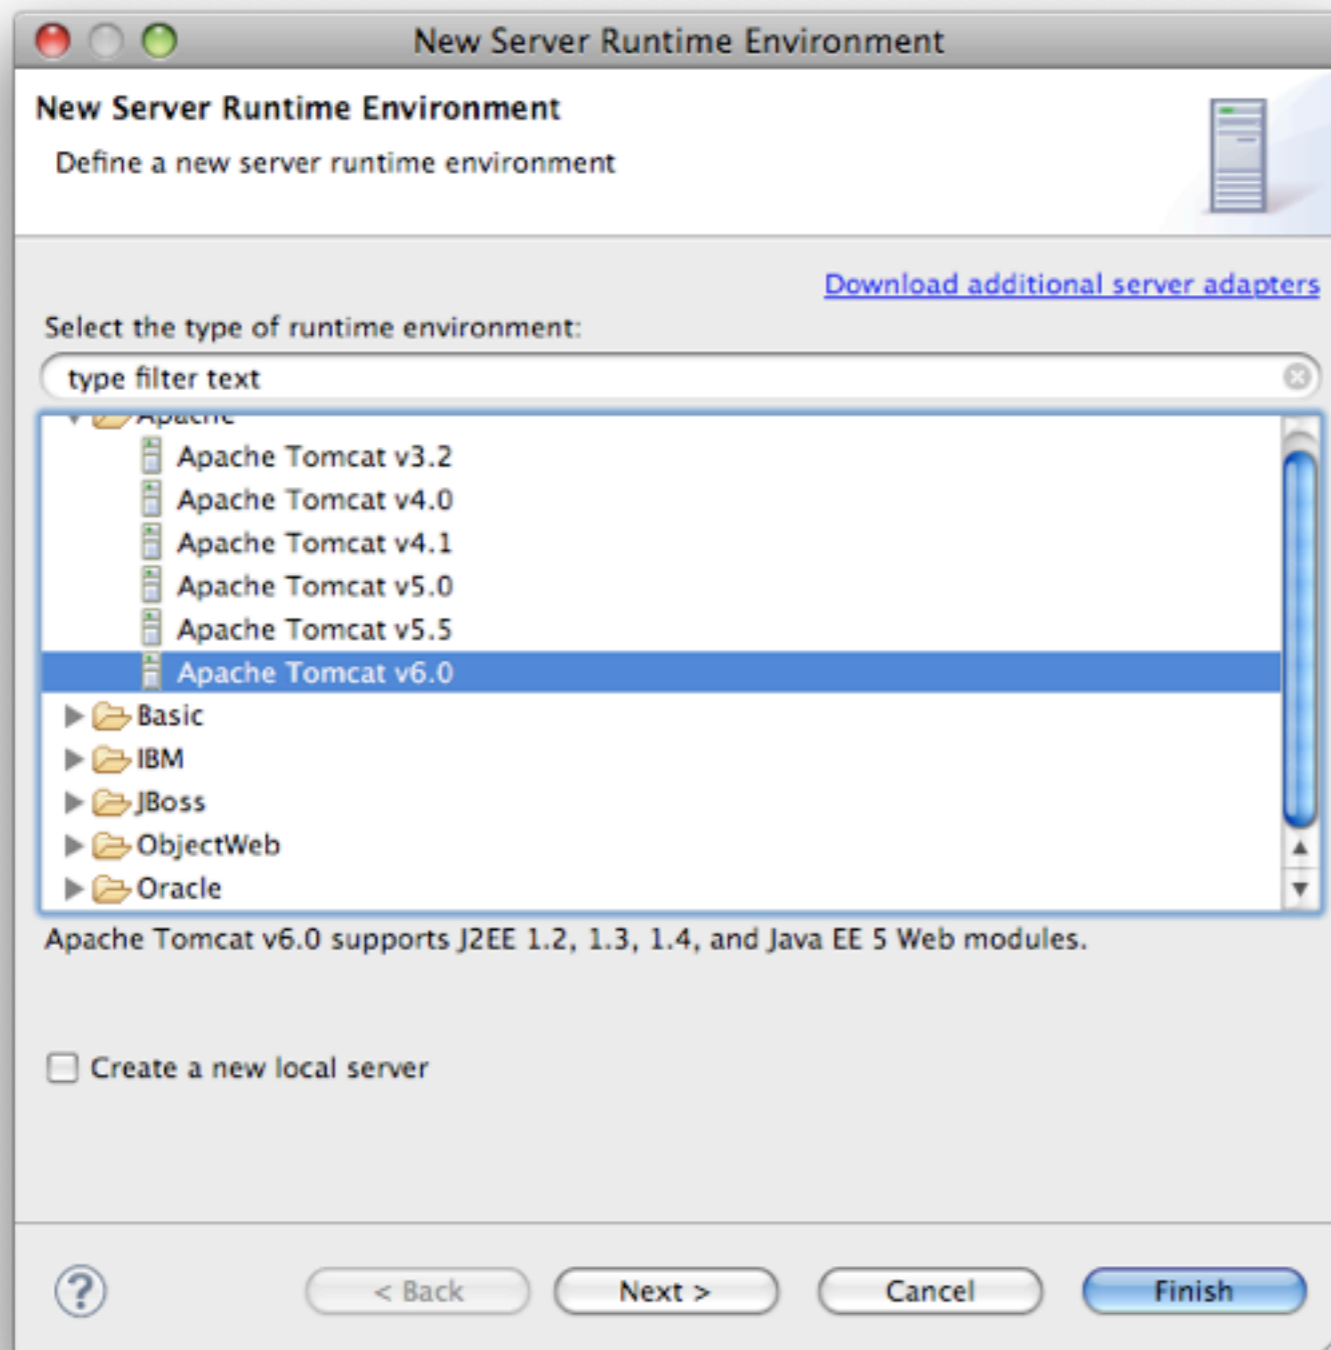 New Server Runtime Environment
New Server Runtime Environment
Define a new server runtime environment
Download additional server adapters
Select the type of runtime environment:
type filter text
Apache
Apache Tomcat v3.2
Apache Tomcat v4.0
Apache Tomcat v4.1
Apache Tomcat v5.0
Apache Tomcat v5.5
Apache Tomcat v6.0
Basic
IBM
JBoss
ObjectWeb
Oracle
Apache Tomcat v6.0 supports J2EE 1.2, 1.3, 1.4, and Java EE 5 Web modules.
Create a new local server
? < Back Next > Cancel Finish